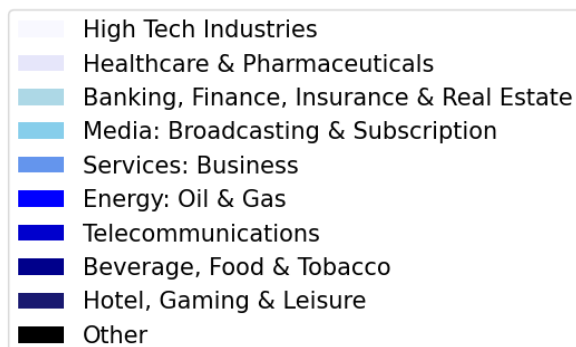 High Tech Industries
Healthcare & Pharmaceuticals
Banking, Finance, Insurance & Real Estate
Media: Broadcasting & Subscription
Services: Business
Energy: Oil & Gas
Telecommunications
Beverage, Food & Tobacco
Hotel, Gaming & Leisure
Other